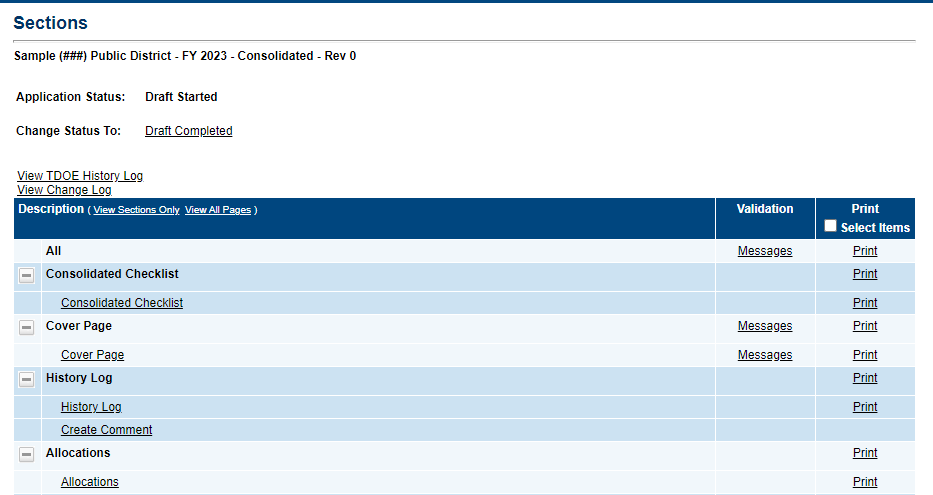 Sections
Sample (###) Public District - FY 2023 - Consolidated - Rev 0
Application Status: Draft Started
Change Status To: Draft Completed
View TDOE History Log
View Change Log
Description ( View Sections Only View All Pages ) Validation Print
Select Items
All Messages Print
Consolidated Checklist Print
Consolidated Checklist Print
Cover Page Messages Print
Cover Page Messages Print
History Log Print
History Log Print
Create Comment
Allocations Print
Allocations Print